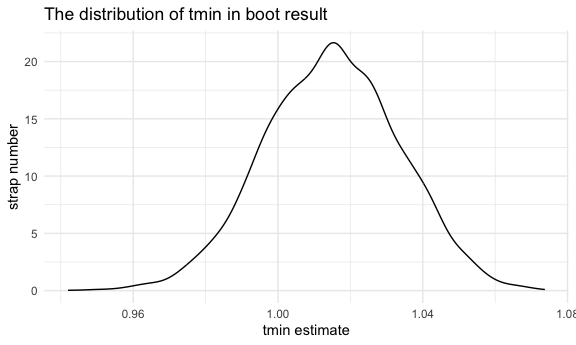 The distribution of tmin in boot result
20
15
10
5
0
strap number
0.96 1.00 1.04 1.08
tmin estimate